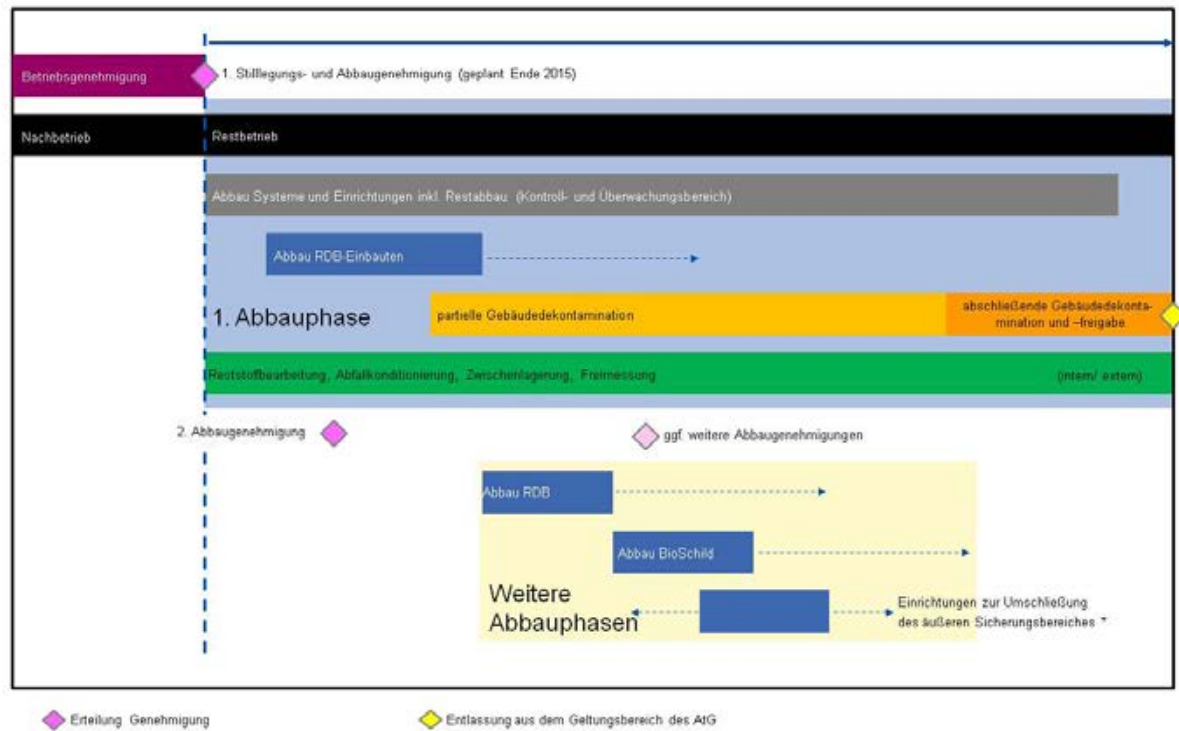 Betriebsgenehmigung
1. Stilllegungs- und Abbaugenehmigung (geplant Ende 2015)
Nachbetrieb
Restbetrieb
Abbau Systeme und Einrichtungen inkl. Restabbau (Kontroll- und Überwachungsbereich)
Abbau RDB-Einbauten
1. Abbauphase
partielle Gebäudedekontamination
abschließende Gebäudedekonta-
mination und –freigabe
Reststoffbearbeitung, Abfallkonditionierung, Zwischenlagerung, Freimessung
(intern/ extern)
2. Abbaugenehmigung
ggf. weitere Abbaugenehmigungen
Abbau RDB
Abbau BioSchild
Weitere
Abbauphasen
Einrichtungen zur Umschließung
des äußeren Sicherungsbereiches *
Erteilung Genehmigung
Entlassung aus dem Geltungsbereich des AtG